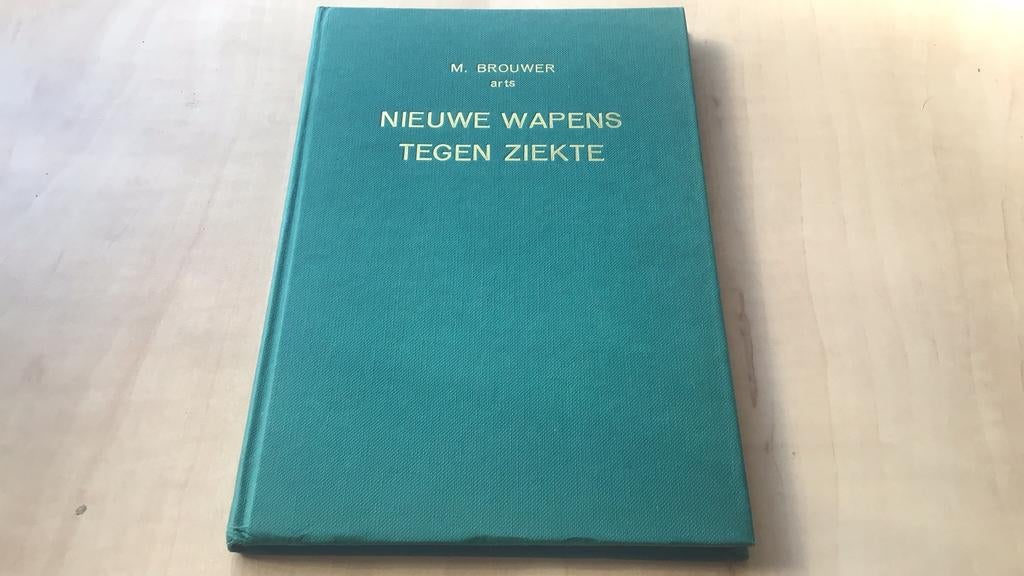 M. BROUWER
arts
NIEUWE WAPENS
TEGEN ZIEKTE